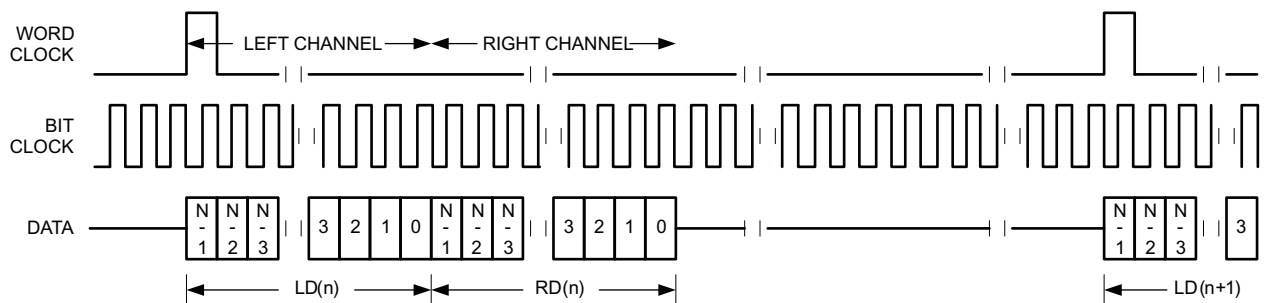 WORD
CLOCK
LEFT CHANNEL
RIGHT CHANNEL
BIT
CLOCK
DATA
N
-
1
N
-
2
N
-
3
3
2
1
0
N
-
1
N
-
2
N
-
3
3
2
1
0
N
-
1
N
-
2
N
-
3
3
LD(n)
RD(n)
LD(n+1)